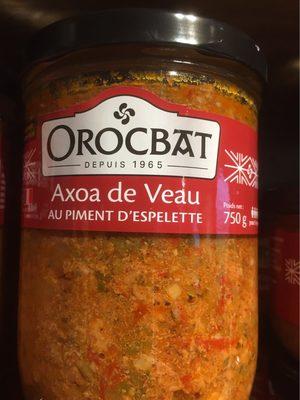 OROCBAT
DEPUIS 1965
Axoa de Veau
AU PIMENT D'ESPELETTE
Poids net :
750 g